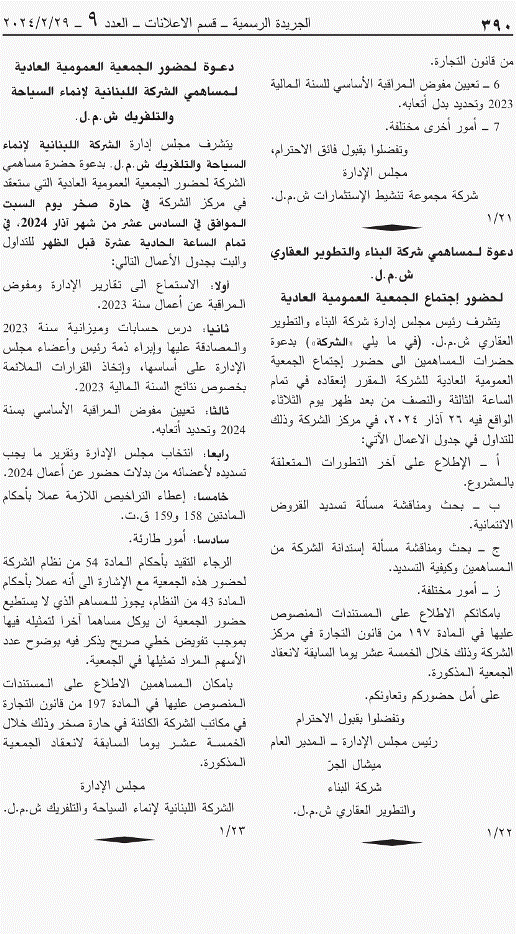 ٣٩٠
الجريدة الرسمية ــ قسم الاعلانات ــ العدد ٩ ــ ٢٠٢٤/٢/٢٩
من قانون التجارة.
6 ــ تعيين مفوض المراقبة الأساسي للسنة المالية
2023 وتحديد بدل أتعابه.
7 ــ أمور أخرى مختلفة.
وتفضلوا بقبول فائق الاحترام،
مجلس الإدارة
شركة مجموعة تنشيط الإستثمارات ش.م.ل.
١/٢١
دعوة لـمساهمي شركة البناء والتطوير العقاري
ش.م.ل.
لحضور إجتماع الجمعية العمومية العادية
يتشرف رئيس مجلس إدارة شركة البناء والتطوير
العقاري ش.م.ل. (في ما يلي «الشركة») بدعوة
حضرات المساهمين الى حضور إجتماع الجمعية
العمومية العادية للشركة المقرر إنعقاده في تمام
الساعة الثالثة والنصف من بعد ظهر يوم الثلاثاء
الواقع فيه ٢٦ آذار ٢٠٢٤، في مركز الشركة وذلك
للتداول في جدول الاعمال الآتي:
أ ــ الإطلاع على آخر التطورات المتعلقة
بالمشروع.
ب ــ بحث ومناقشة مسألة تسديد القروض
الائتمانية.
ج ــ بحث ومناقشة مسألة إستدانة الشركة من
المساهمين وكيفية التسديد.
ز ــ أمور مختلفة.
بامكانكم الاطلاع على المستندات المنصوص
عليها في المادة ١٩٧ من قانون التجارة في مركز
الشركة وذلك خلال الخمسة عشر يوما السابقة لانعقاد
الجمعية المذكورة.
على أمل حضوركم وتعاونكم.
وتفضلوا بقبول الاحترام
رئيس مجلس الإدارة ــ المدير العام
ميشال الجرّ
شركة البناء
والتطوير العقاري ش.م.ل.
١/٢٢
دعوة لحضور الجمعية العمومية العادية
لـمساهمي الشركة اللبنانية لإنماء السياحة
والتلفريك ش.م.ل.
يتشرف مجلس إدارة الشركة اللبنانية لإنماء
السياحة والتلفريك ش.م.ل. بدعوة حضرة مساهمي
الشركة لحضور الجمعية العمومية العادية التي ستعقد
في مركز الشركة في حارة صخر يوم السبت
الموافق في السادس عشر من شهر آذار 2024، في
تمام الساعة الحادية عشرة قبل الظهر للتداول
والبت بجدول الأعمال التالي:
أولا: الاستماع الى تقارير الإدارة ومفوض
المراقبة عن أعمال سنة 2023.
ثانيا: درس حسابات وميزانية سنة 2023
والمصادقة عليها وإبراء ذمة رئيس وأعضاء مجلس
الإدارة على أساسها، وإتخاذ القرارات الملائمة
بخصوص نتائج السنة المالية 2023.
ثالثا: تعيين مفوض المراقبة الأساسي بسنة
2024 وتحديد أتعابه.
رابعا: انتخاب مجلس الإدارة وتقرير ما يجب
تسديده لأعضائه من بدلات حضور عن أعمال 2024.
خامسا: إعطاء التراخيص اللازمة عملا بأحكام
المادتين 158 و159 ق.ت.
سادسا: أمور طارئة.
الرجاء التقيد بأحكام المادة 54 من نظام الشركة
لحضور هذه الجمعية مع الإشارة الى أنه عملا بأحكام
المادة 43 من النظام، يجوز للمساهم الذي لا يستطيع
حضور الجمعية ان يوكل مساهما آخرا لتمثيله فيها
بموجب تفويض خطي صريح يذكر فيه بوضوح عدد
الأسهم المراد تمثيلها في الجمعية.
بامكان المساهمين الاطلاع على المستندات
المنصوص عليها في المادة 197 من قانون التجارة
في مكاتب الشركة الكائنة في حارة صخر وذلك خلال
الخمسة عشر يوما السابقة لانعقاد الجمعية
المذكورة.
مجلس الإدارة
الشركة اللبنانية لإنماء السياحة والتلفريك ش.م.ل.
١/٢٣